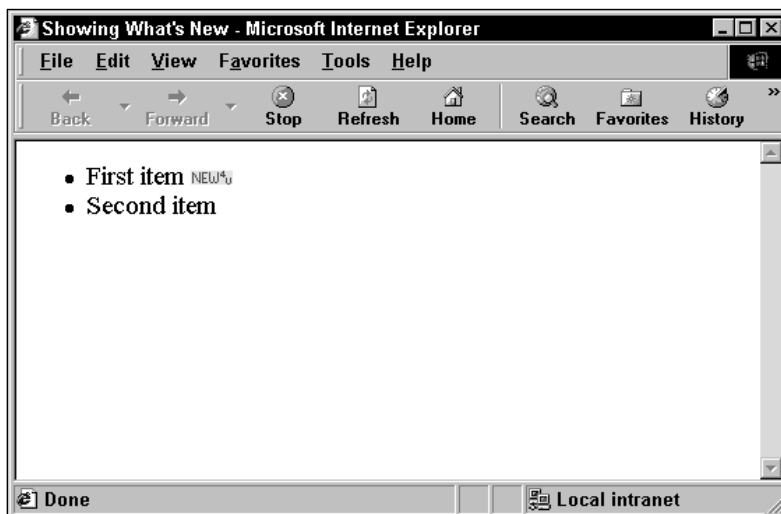 Showing What's New - Microsoft Internet Explorer
File Edit View Favorites Tools Help
Back Forward Stop Refresh Home Search Favorites History »
• First item NEW4U
• Second item
Done Local intranet